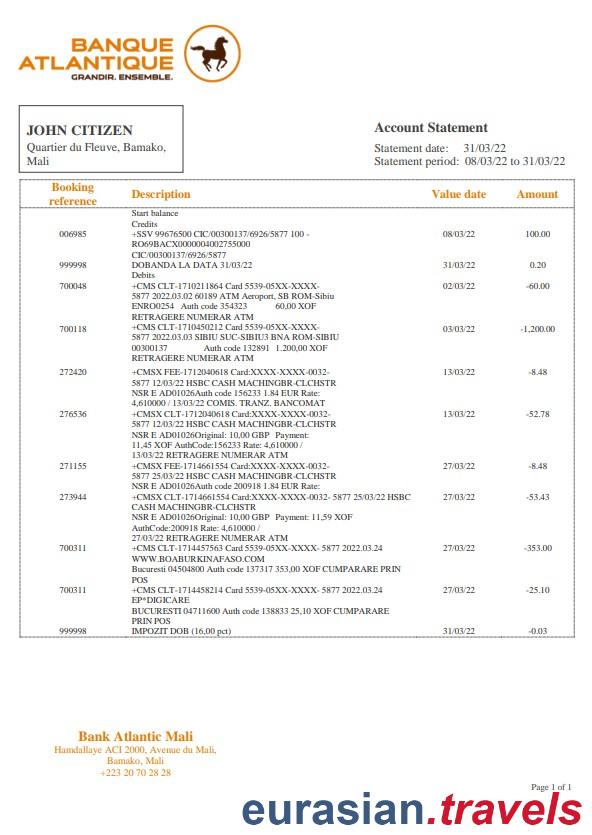 BANQUE
ATLANTIQUE
GRANDIR. ENSEMBLE.
JOHN CITIZEN
Quartier du Fleuve, Bamako,
Mali
Account Statement
Statement date: 31/03/22
Statement period: 08/03/22 to 31/03/22
Booking reference Description Value date Amount
Start balance
Credits
006985 +SSV 99676500 CIC/00300137/6926/5877 100 - 08/03/22 100.00
RO69BACX0000004002755000
CIC/00300137/6926/5877
999998 DOBANDA LA DATA 31/03/22 31/03/22 0.20
Debits
700048 +CMS CLT-1710211864 Card 5539-05XX-XXXX- 02/03/22 -60.00
5877 2022.03.02 60189 ATM Aeroport, SB ROM-Sibiu
ENRO0254 Auth code 354323 60,00 XOF
RETRAGERE NUMERAR ATM
700118 +CMS CLT-1710450212 Card 5539-05XX-XXXX- 03/03/22 -1,200.00
5877 2022.03.03 SIBIU SUC-SIBIU3 BNA ROM-SIBIU
00300137 Auth code 132891 1.200,00 XOF
RETRAGERE NUMERAR ATM
272420 +CMSX FEE-1712040618 Card:XXXX-XXXX-0032- 13/03/22 -8.48
5877 12/03/22 HSBC CASH MACHINGBR-CLCHSTR
NSR E AD01026Auth code 156233 1.84 EUR Rate:
4,610000 / 13/03/22 COMIS. TRANZ. BANCOMAT
276536 +CMSX CLT-1712040618 Card:XXXX-XXXX-0032- 13/03/22 -52.78
5877 12/03/22 HSBC CASH MACHINGBR-CLCHSTR
NSR E AD01026Original: 10,00 GBP Payment:
11,45 XOF AuthCode:156233 Rate: 4,610000 /
13/03/22 RETRAGERE NUMERAR ATM
271155 +CMSX FEE-1714661554 Card:XXXX-XXXX-0032- 27/03/22 -8.48
5877 25/03/22 HSBC CASH MACHINGBR-CLCHSTR
NSR E AD01026Auth code 200918 1.84 EUR Rate:
273944 +CMSX CLT-1714661554 Card:XXXX-XXXX-0032- 5877 25/03/22 HSBC 27/03/22 -53.43
CASH MACHINGBR-CLCHSTR
NSR E AD01026Original: 10,00 GBP Payment: 11,59 XOF
AuthCode:200918 Rate: 4,610000 /
27/03/22 RETRAGERE NUMERAR ATM
700311 +CMS CLT-1714457563 Card 5539-05XX-XXXX- 5877 2022.03.24 27/03/22 -353.00
WWW.BOABURKINAFASO.COM
Bucuresti 04504800 Auth code 137317 353,00 XOF CUMPARARE PRIN
POS
700311 +CMS CLT-1714458214 Card 5539-05XX-XXXX- 5877 2022.03.24 27/03/22 -25.10
EP*DIGICARE
BUCURESTI 04711600 Auth code 138833 25,10 XOF CUMPARARE
PRIN POS
999998 IMPOZIT DOB (16,00 pct) 31/03/22 -0.03
Bank Atlantic Mali
Hamdallaye ACI 2000, Avenue du Mali,
Bamako, Mali
+223 20 70 28 28
Page 1 of 1
eurasian.travels